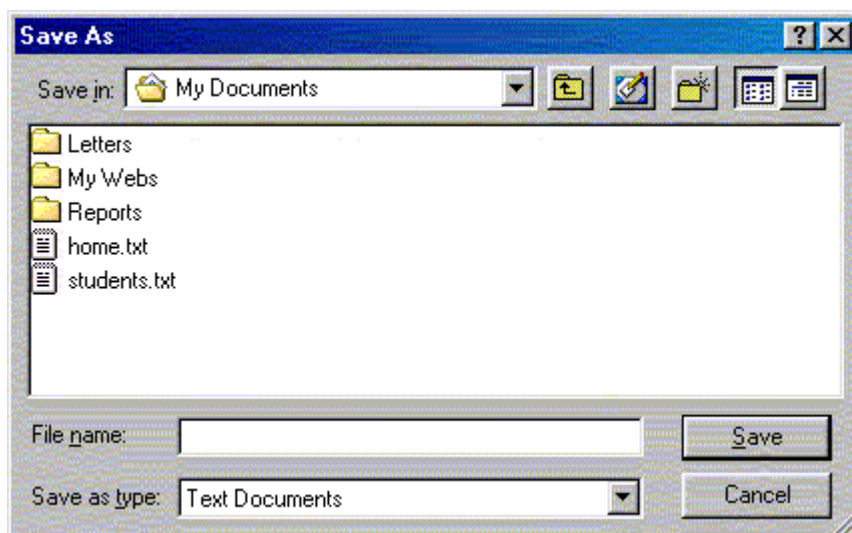 Save As
Save in: My Documents
Letters
My Webs
Reports
home.txt
students.txt
File name: Save
Save as type: Text Documents Cancel